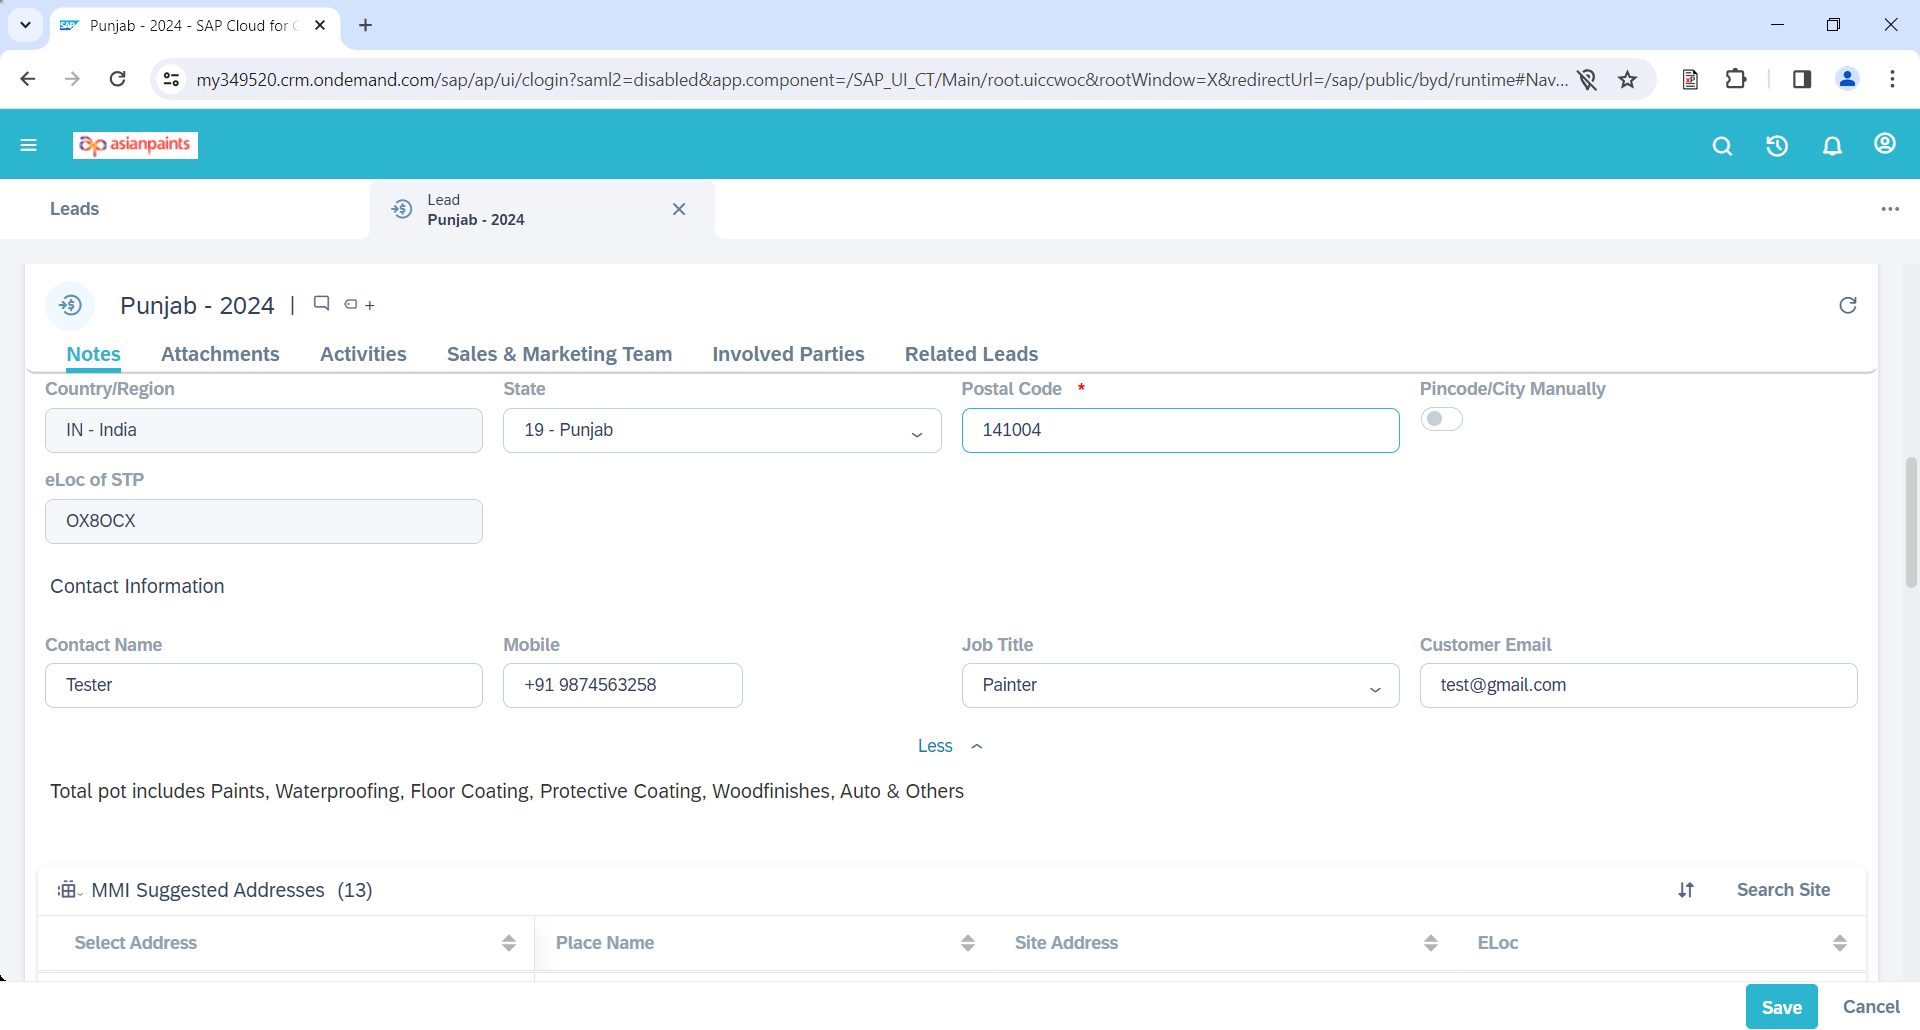 Punjab - 2024 - SAP Cloud for C
my349520.crm.ondemand.com/sap/ap/ui/clogin?saml2=disabled&app.component=/SAP_UI_CT/Main/root.uiccwoc&rootWindow=X&redirectUrl=/sap/public/byd/runtime#Nav...
asianpaints
Leads
Lead
Punjab - 2024
Punjab - 2024 |
Notes Attachments Activities Sales & Marketing Team Involved Parties Related Leads
Country/Region State Postal Code * Pincode/City Manually
IN - India 19 - Punjab 141004
eLoc of STP
OX8OCX
Contact Information
Contact Name Mobile Job Title Customer Email
Tester +91 9874563258 Painter test@gmail.com
Less
Total pot includes Paints, Waterproofing, Floor Coating, Protective Coating, Woodfinishes, Auto & Others
MMI Suggested Addresses (13) Search Site
Select Address Place Name Site Address ELoc
Save Cancel